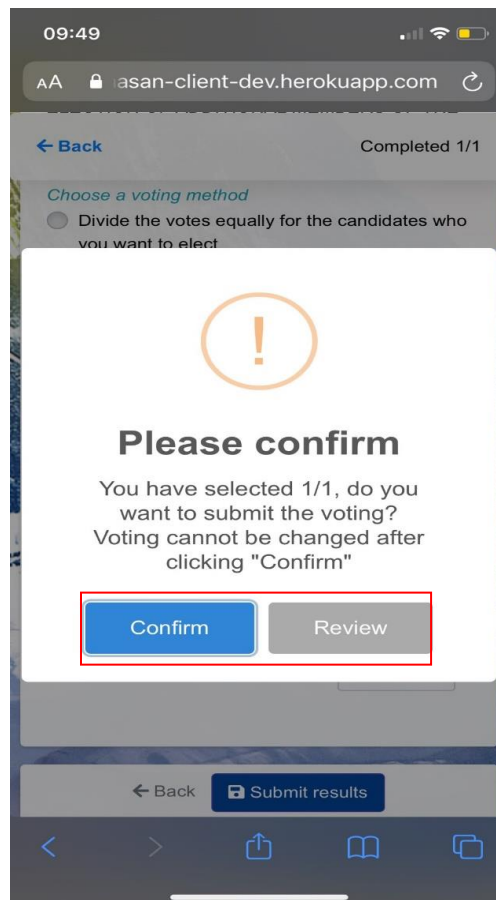 09:49
AA asan-client-dev.herokuapp.com
← Back Completed 1/1
Choose a voting method
Divide the votes equally for the candidates who
you want to elect
!
Please confirm
You have selected 1/1, do you
want to submit the voting?
Voting cannot be changed after
clicking "Confirm"
Confirm Review
← Back Submit results